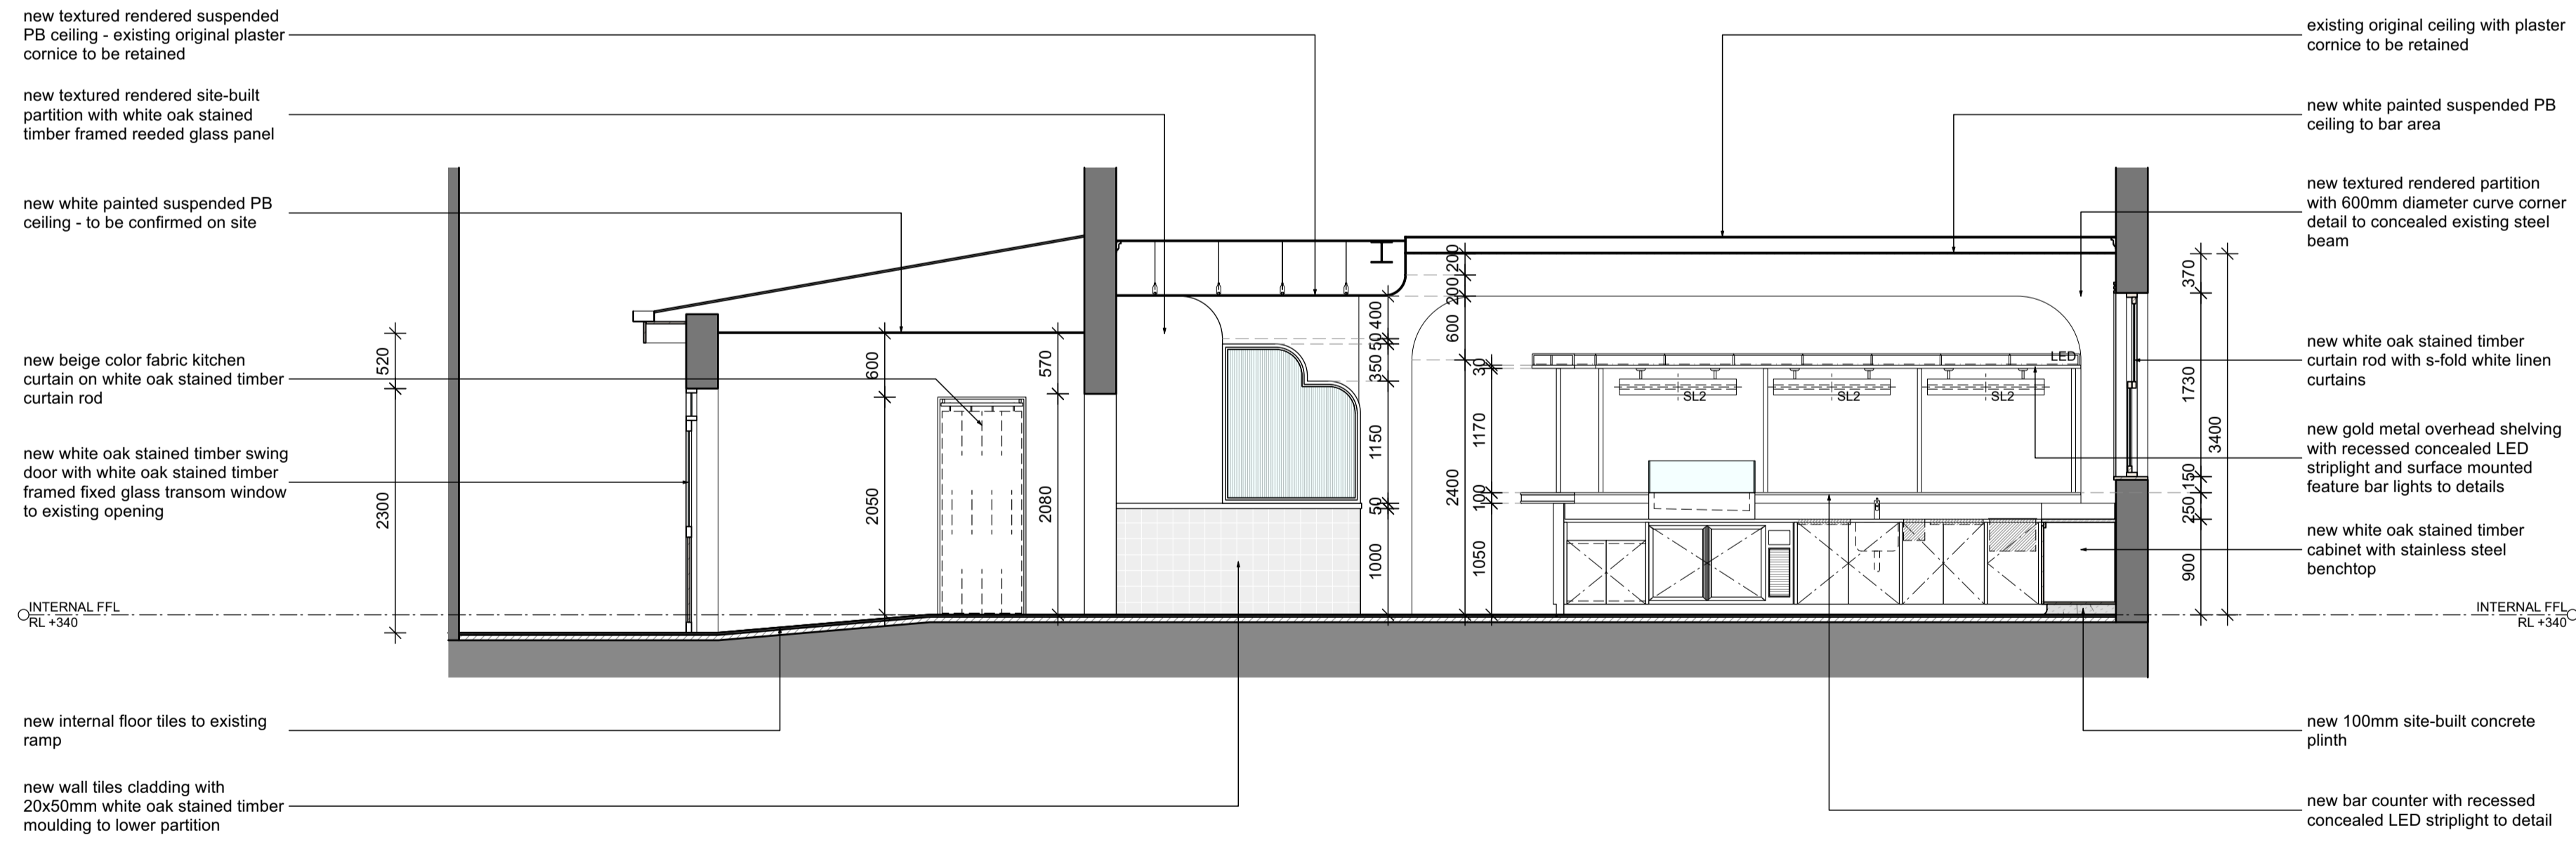 new textured rendered suspended
PB ceiling - existing original plaster
cornice to be retained
new textured rendered site-built
partition with white oak stained
timber framed reeded glass panel
new white painted suspended PB
ceiling - to be confirmed on site
new beige color fabric kitchen
curtain on white oak stained timber
curtain rod
new white oak stained timber swing
door with white oak stained timber
framed fixed glass transom window
to existing opening
INTERNAL FFL
RL +340
new internal floor tiles to existing
ramp
new wall tiles cladding with
20x50mm white oak stained timber
moulding to lower partition
520
2300
600
2050
570
2080
400
50
350
1150
50
1000
200
200
600
2400
30
1170
100
1050
LED
SL2
SL2
SL2
370
1730
150
250
900
3400
existing original ceiling with plaster
cornice to be retained
new white painted suspended PB
ceiling to bar area
new textured rendered partition
with 600mm diameter curve corner
detail to concealed existing steel
beam
new white oak stained timber
curtain rod with s-fold white linen
curtains
new gold metal overhead shelving
with recessed concealed LED
striplight and surface mounted
feature bar lights to details
new white oak stained timber
cabinet with stainless steel
benchtop
INTERNAL FFL
RL +340
new 100mm site-built concrete
plinth
new bar counter with recessed
concealed LED striplight to detail